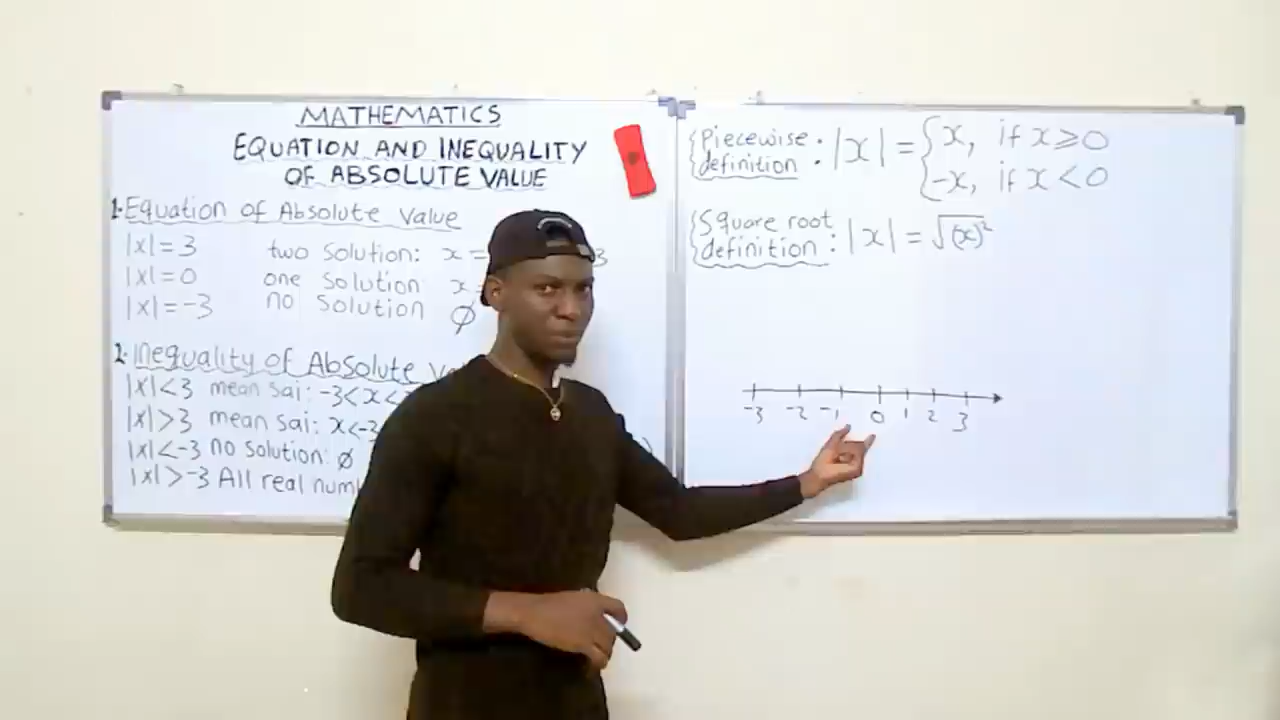 MATHEMATICS
EQUATION AND INEQUALITY
OF ABSOLUTE VALUE
1. Equation of Absolute Value
|x| = 3 two solution: x = 3
|x| = 0 one solution x
|x| = -3 no solution ∅
2. Inequality of Absolute
|x| < 3 mean sai: -3 < x <
|x| > 3 mean sai: x < -3
|x| < -3 no solution: ∅
|x| > -3 All real
{Piecewise definition: |x| = {x, if x ⩾ 0
-x, if x < 0
{Square root
definition: |x| = √(x)²
-3 -2 -1 0 1 2 3